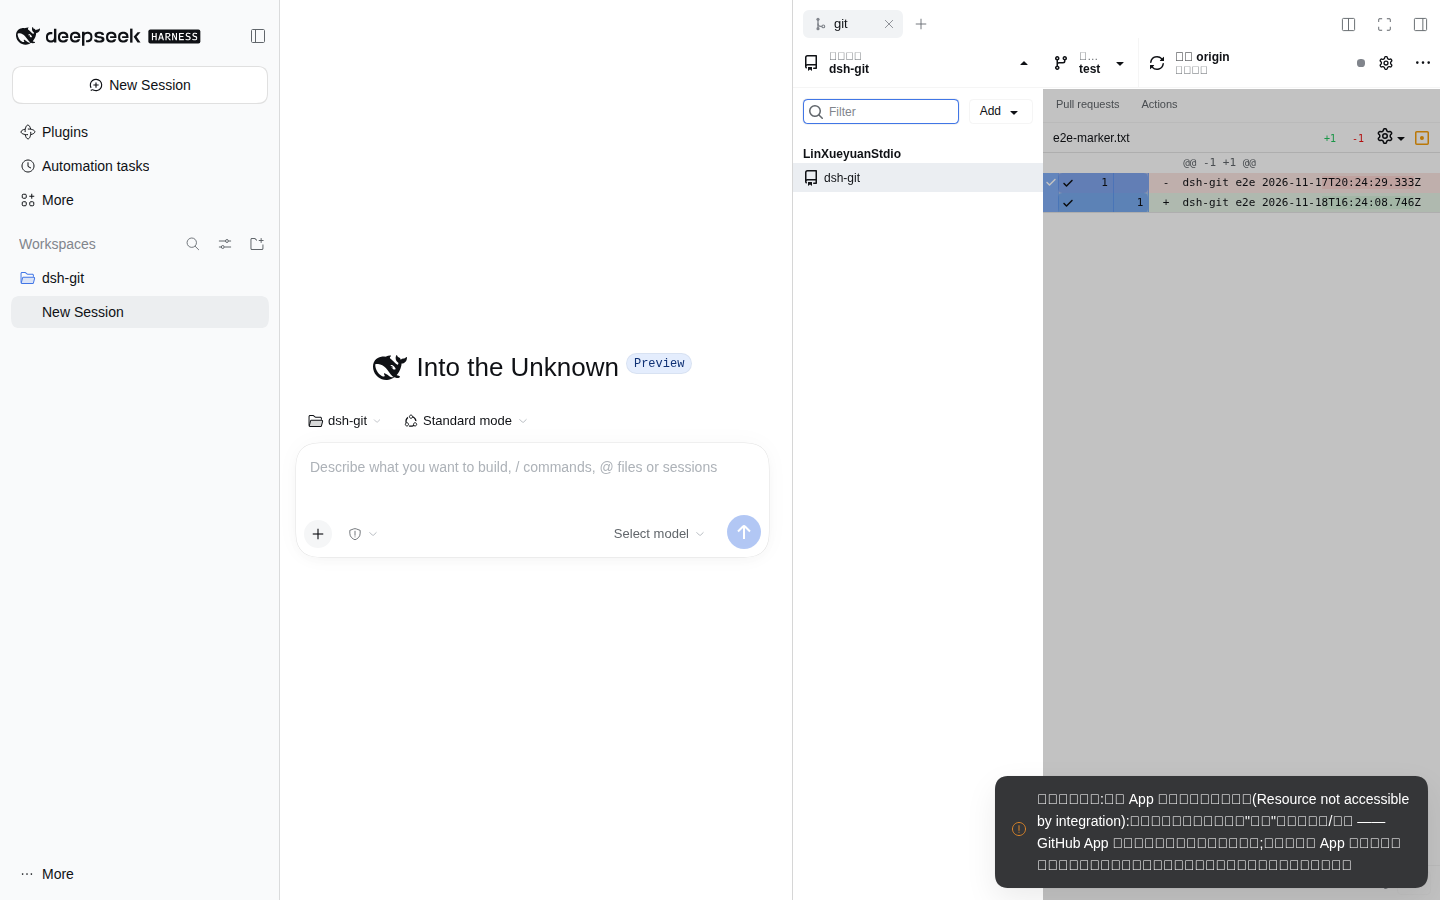 deepseek HARNESS
New Session
Plugins
Automation tasks
More
Workspaces
dsh-git
New Session
More
Into the Unknown
Preview
dsh-git
Standard mode
Describe what you want to build, / commands, @ files or sessions
Select model
git
dsh-git
test
origin
Filter
Add
LinXueyuanStdio
dsh-git
Pull requests
Actions
e2e-marker.txt
+1
-1
@@ -1 +1 @@
1 - dsh-git e2e 2026-11-17T20:24:29.333Z
1 + dsh-git e2e 2026-11-18T16:24:08.746Z
App (Resource not accessible
by integration):
GitHub App
App